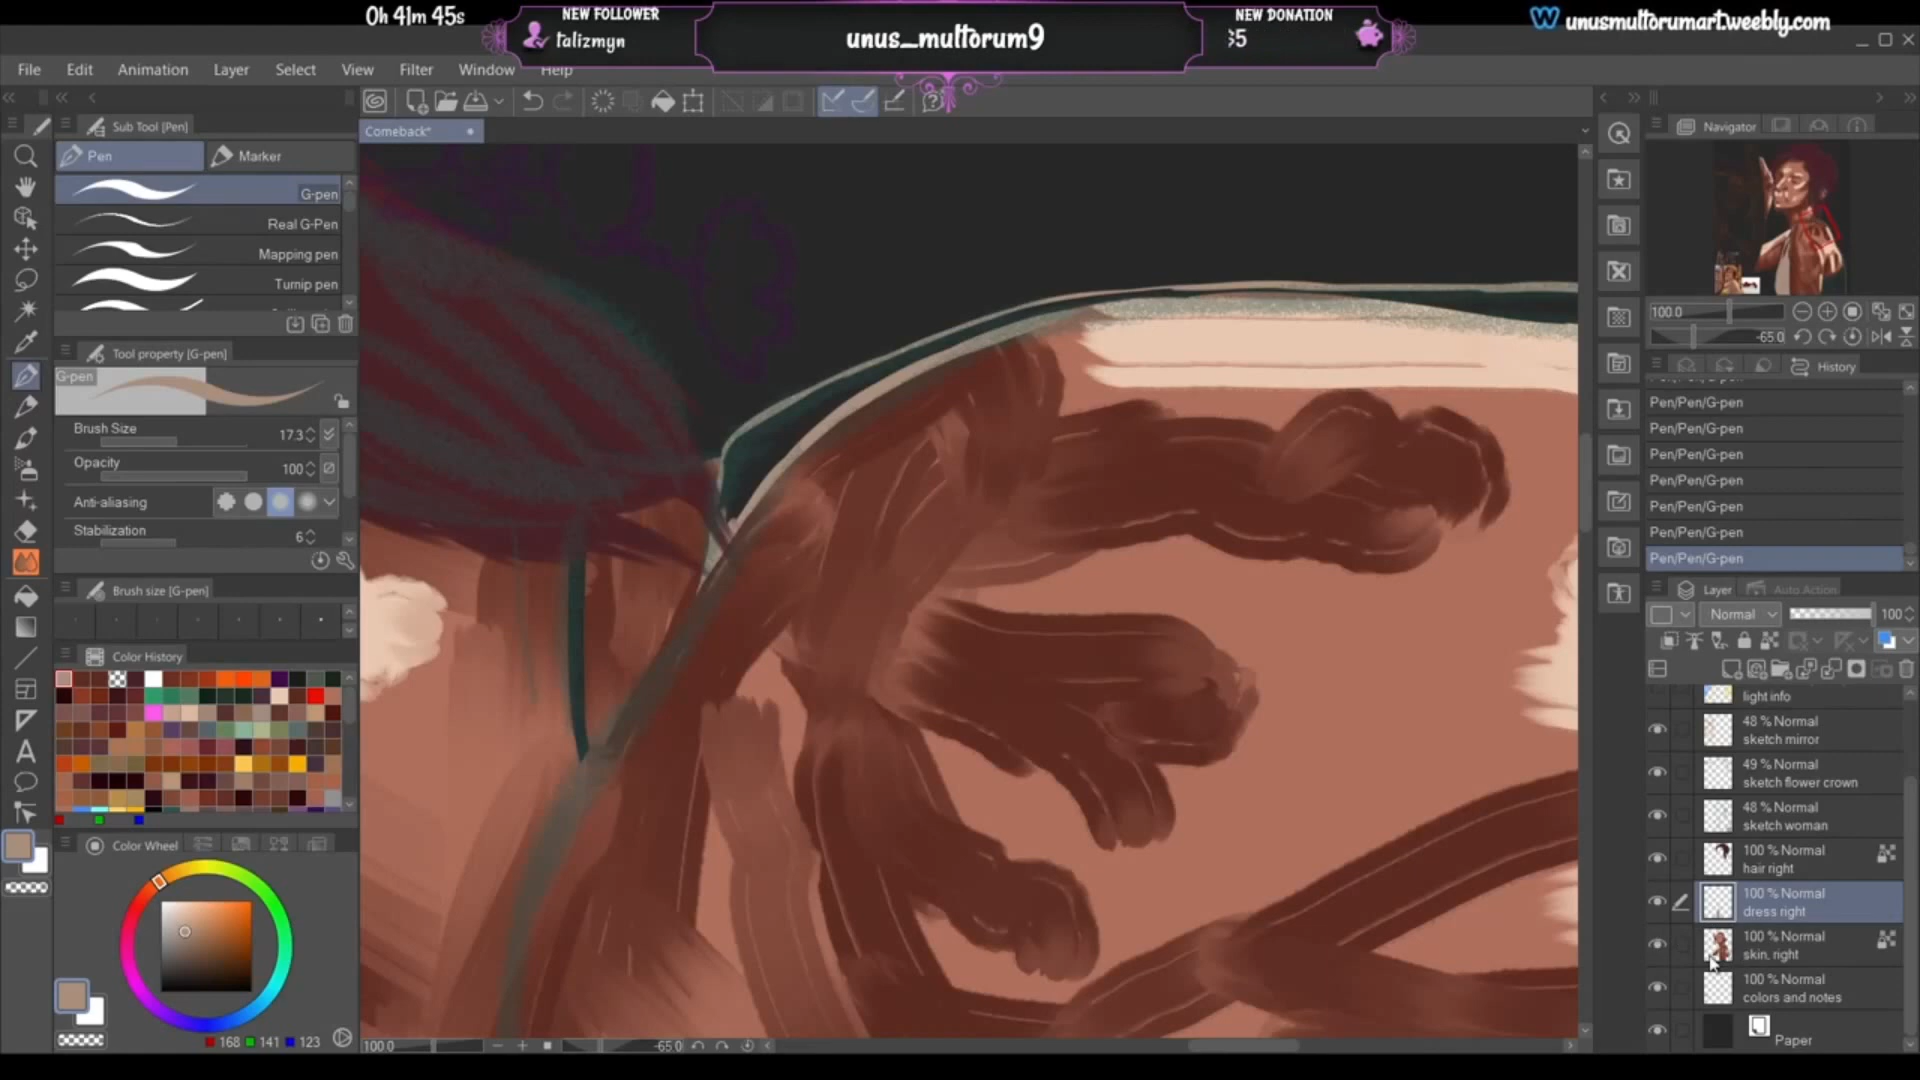 0h 41m 45s
NEW FOLLOWER
talizmyn
unus_multorum9
NEW DONATION
$5
unusmultorumart.weebly.com
File Edit Animation Layer Select View Filter Window Help
Comeback*
Sub Tool [Pen]
Pen
Marker
G-pen
Real G-Pen
Mapping pen
Turnip pen
Tool property [G-pen]
G-pen
Brush Size 17.3
Opacity 100
Anti-aliasing
Stabilization 6
Brush size [G-pen]
Color History
Color Wheel
168 141 123
100.0
-65.0
Navigator
100.0
-65.0
History
Pen/Pen/G-pen
Pen/Pen/G-pen
Pen/Pen/G-pen
Pen/Pen/G-pen
Pen/Pen/G-pen
Pen/Pen/G-pen
Pen/Pen/G-pen
Pen/Pen/G-pen
Layer
Auto Action
Normal
100
light info
48 % Normal
sketch mirror
49 % Normal
sketch flower crown
48 % Normal
sketch woman
100 % Normal
hair right
100 % Normal
dress right
100 % Normal
skin, right
100 % Normal
colors and notes
Paper